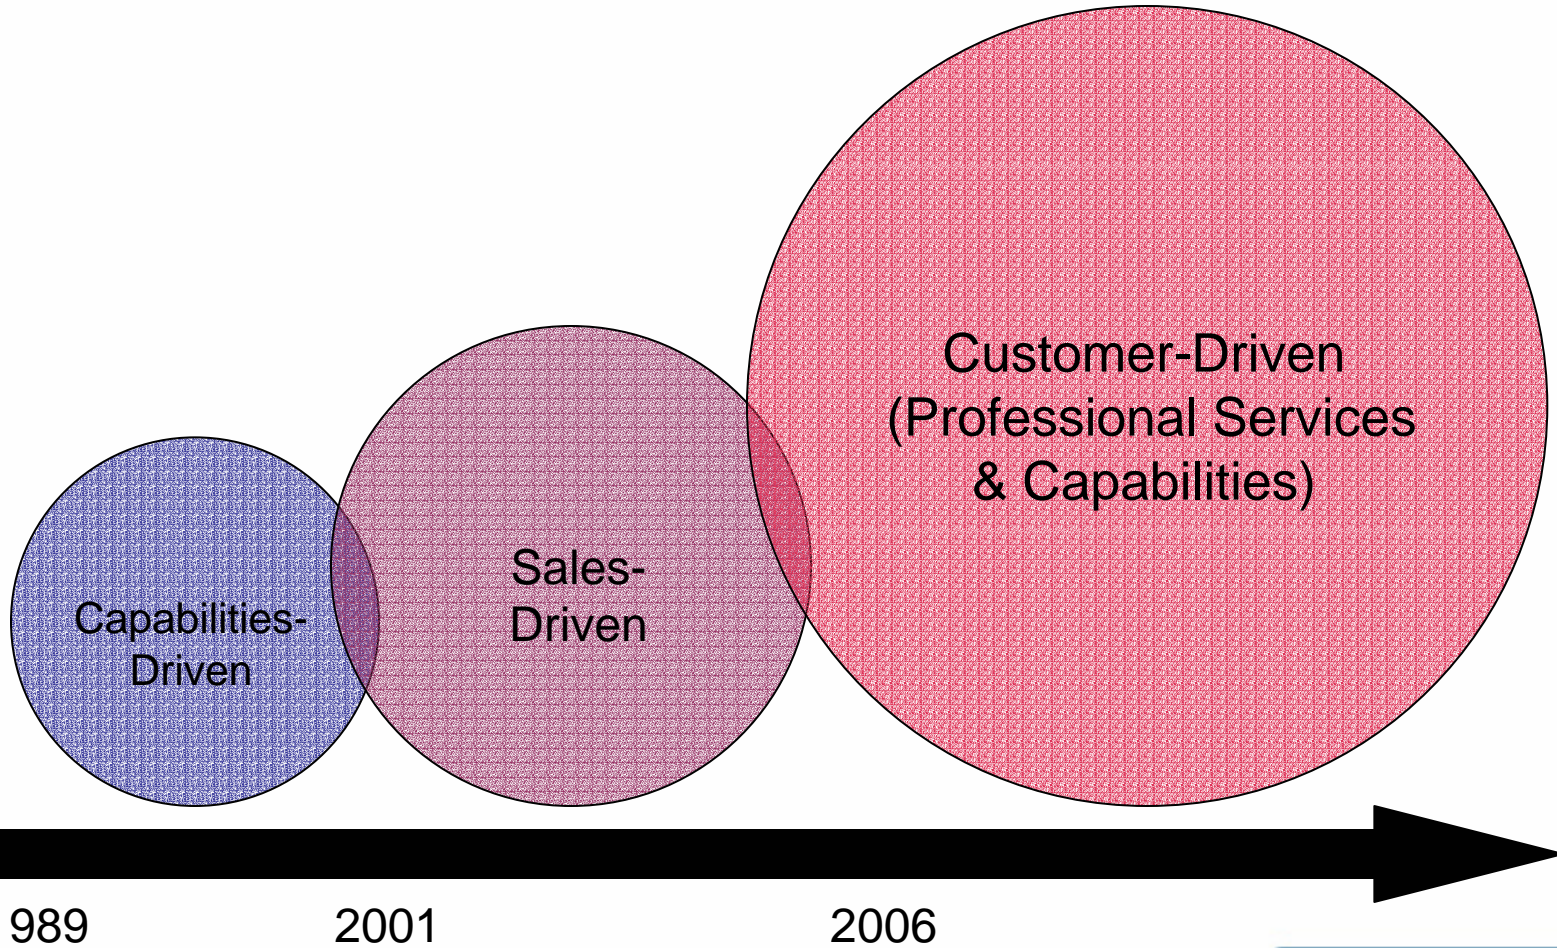 Customer-Driven
(Professional Services
& Capabilities)
Sales-
Driven
Capabilities-
Driven
989
2001
2006